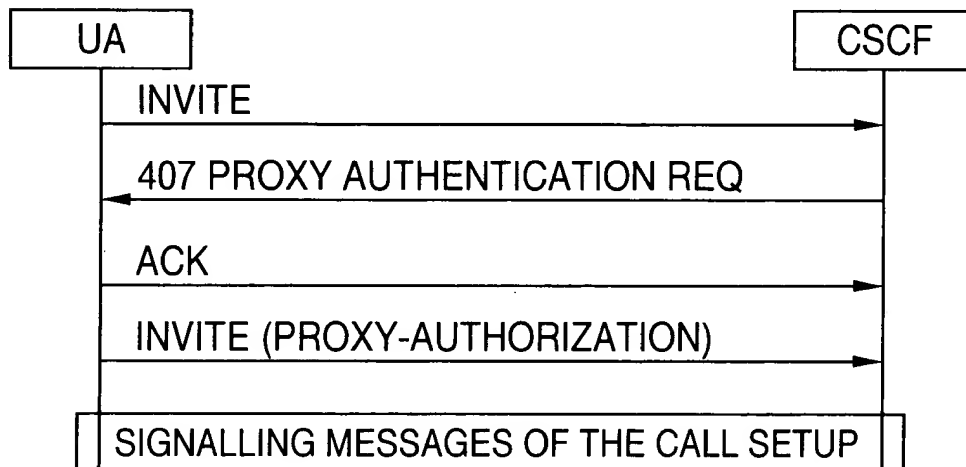 UA
CSCF
INVITE
407 PROXY AUTHENTICATION REQ
ACK
INVITE (PROXY-AUTHORIZATION)
SIGNALLING MESSAGES OF THE CALL SETUP